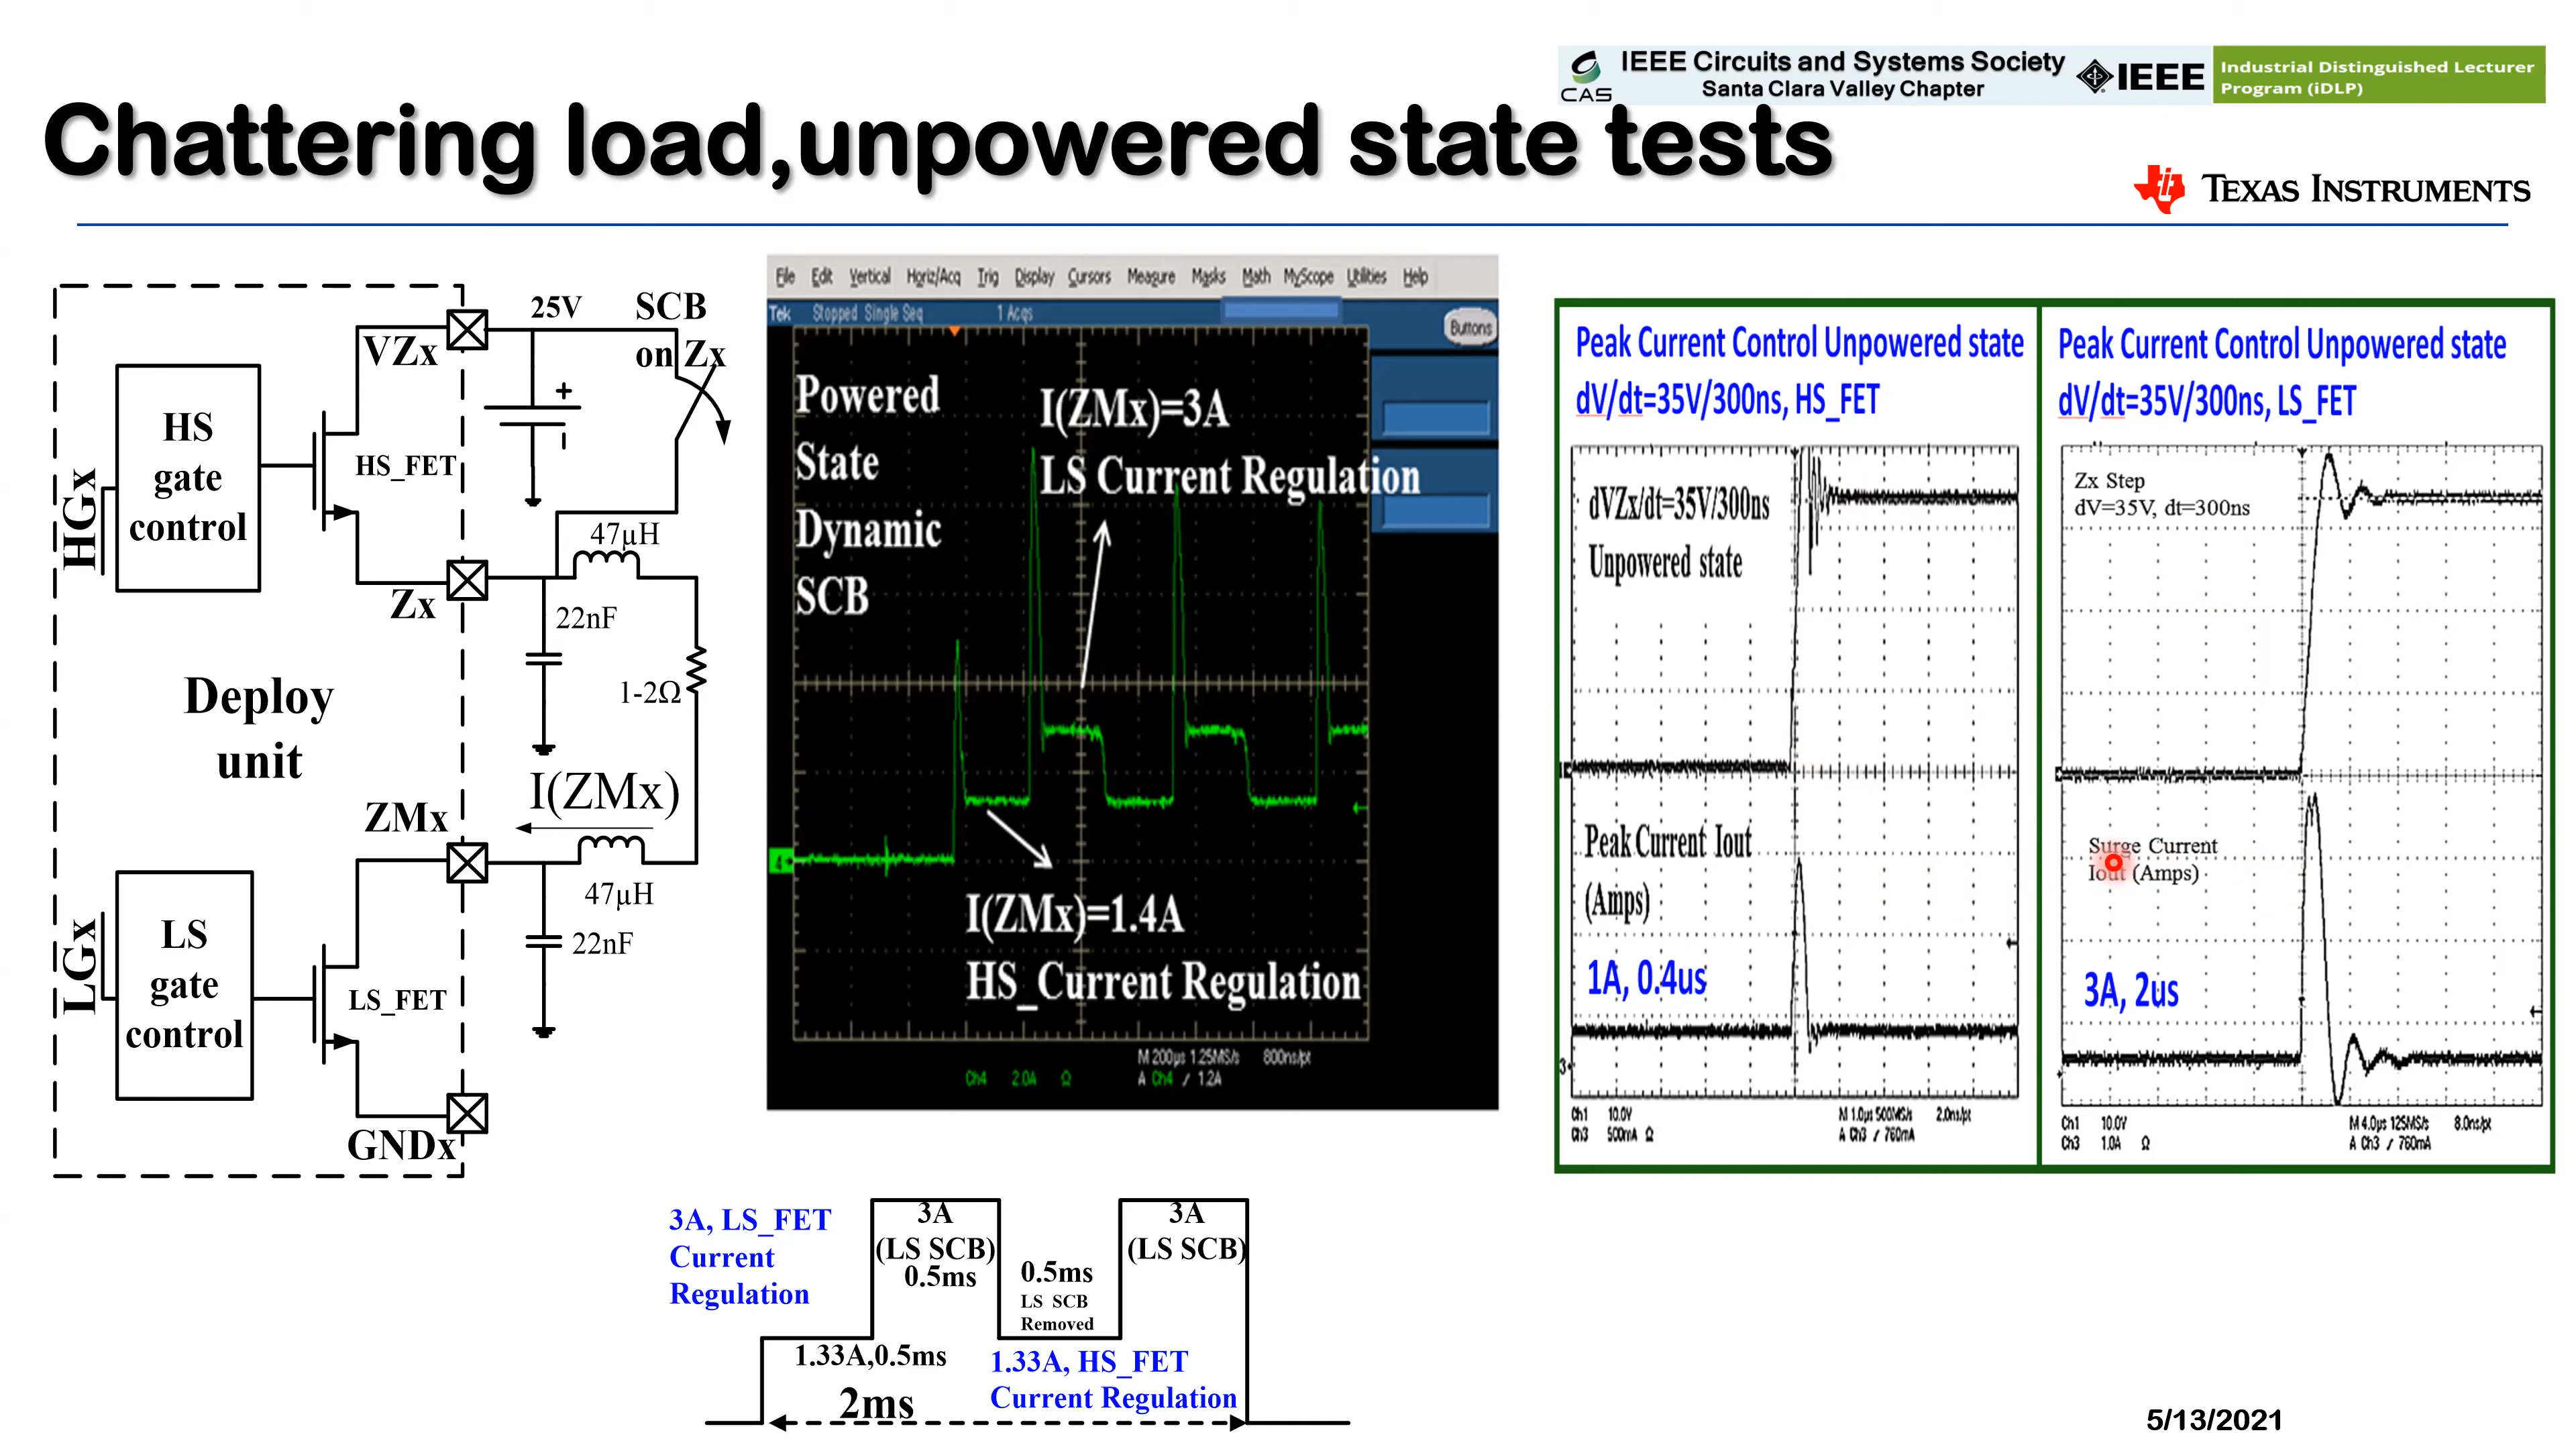 CAS
IEEE Circuits and Systems Society
Santa Clara Valley Chapter
IEEE
Industrial Distinguished Lecturer
Program (iDLP)
Chattering load,unpowered state tests
TEXAS INSTRUMENTS
25V
SCB
on Zx
VZx
HS
gate
control
HGx
HS_FET
+
47µH
Zx
22nF
1-2Ω
Deploy
unit
I(ZMx)
ZMx
47µH
22nF
LS
gate
control
LGx
LS_FET
GNDx
File Edit Vertical Horiz/Acq Trig Display Cursors Measure Masks Math MyScope Utilities Help
Tek Stopped Single Seq 1 Acqs
Buttons
Powered
State
Dynamic
SCB
I(ZMx)=3A
LS Current Regulation
4
I(ZMx)=1.4A
HS_Current Regulation
M 200µs 1.25MS/s 800ns/pt
Ch4 2.0A Ω A Ch4 / 1.2A
Peak Current Control Unpowered state
dV/dt=35V/300ns, HS_FET
dVZx/dt=35V/300ns
Unpowered state
Peak Current Iout
(Amps)
1A, 0.4us
Ch1 10.0V M 1.0µs 500MS/s 2.0ns/pt
Ch3 500mA Ω A Ch3 / 760mA
Peak Current Control Unpowered state
dV/dt=35V/300ns, LS_FET
Zx Step
dV=35V, dt=300ns
Surge Current
Iout (Amps)
3A, 2us
Ch1 10.0V M 4.0µs 125MS/s 8.0ns/pt
Ch3 1.0A Ω A Ch3 / 760mA
3A, LS_FET
Current
Regulation
3A
(LS SCB)
0.5ms
0.5ms
LS SCB
Removed
3A
(LS SCB)
1.33A,0.5ms
1.33A, HS_FET
Current Regulation
2ms
5/13/2021